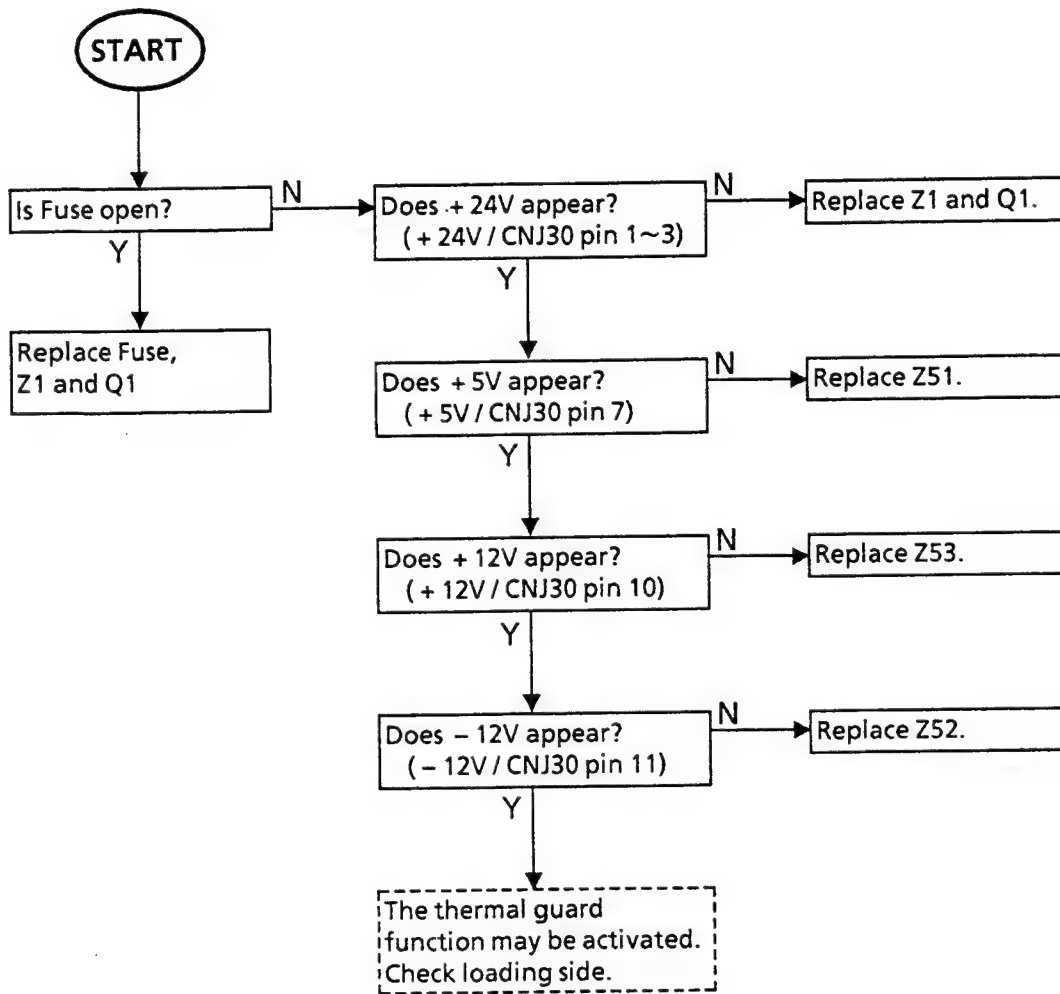 START
Is Fuse open?
N
Y
Replace Fuse,
Z1 and Q1
Does + 24V appear?
( + 24V / CNJ30 pin 1~3)
N
Replace Z1 and Q1.
Y
Does + 5V appear?
( + 5V / CNJ30 pin 7)
N
Replace Z51.
Y
Does + 12V appear?
( + 12V / CNJ30 pin 10)
N
Replace Z53.
Y
Does – 12V appear?
( – 12V / CNJ30 pin 11)
N
Replace Z52.
Y
The thermal guard
function may be activated.
Check loading side.